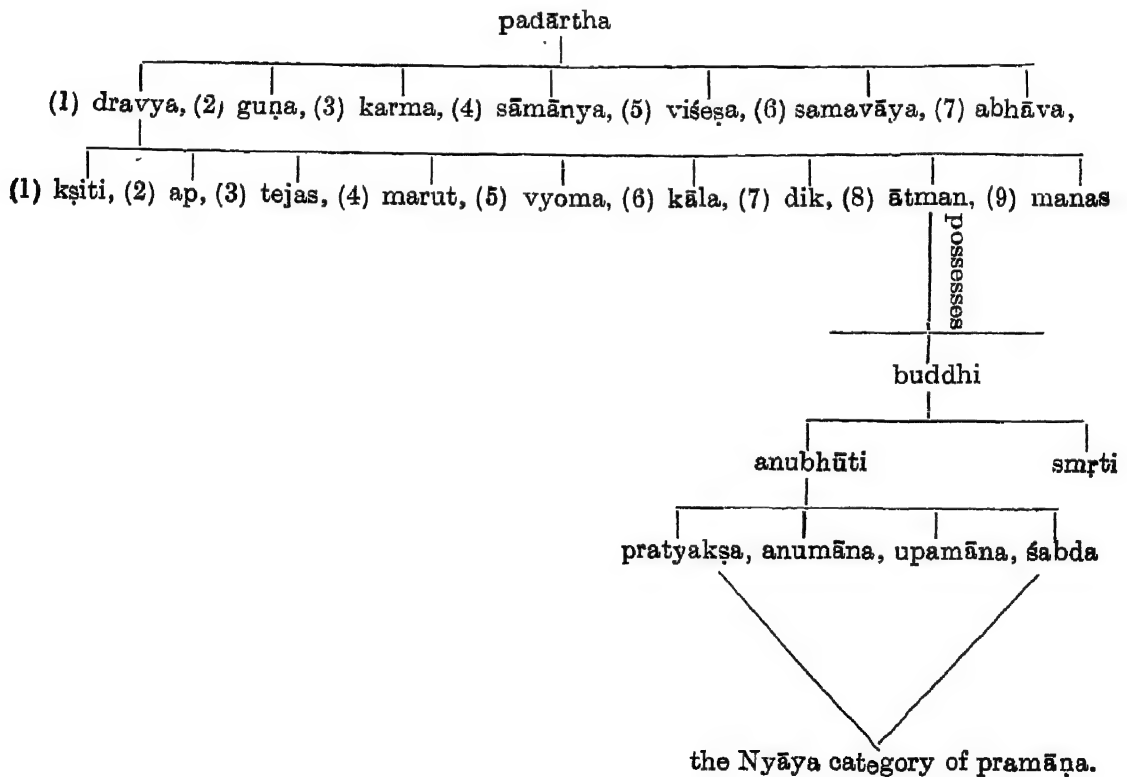 padārtha
(1) dravya, (2) guṇa, (3) karma, (4) sāmānya, (5) viśeṣa, (6) samavāya, (7) abhāva,
(1) kṣiti, (2) ap, (3) tejas, (4) marut, (5) vyoma, (6) kāla, (7) dik, (8) ātman, (9) manas
possesses
buddhi
anubhūti smṛti
pratyakṣa, anumāna, upamāna, śabda
the Nyāya category of pramāṇa.